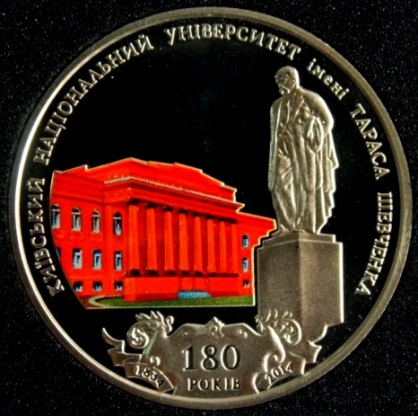 КИЇВСЬКИЙ НАЦІОНАЛЬНИЙ УНІВЕРСИТЕТ імені ТАРАСА ШЕВЧЕНКА
180
РОКІВ
1834
2014